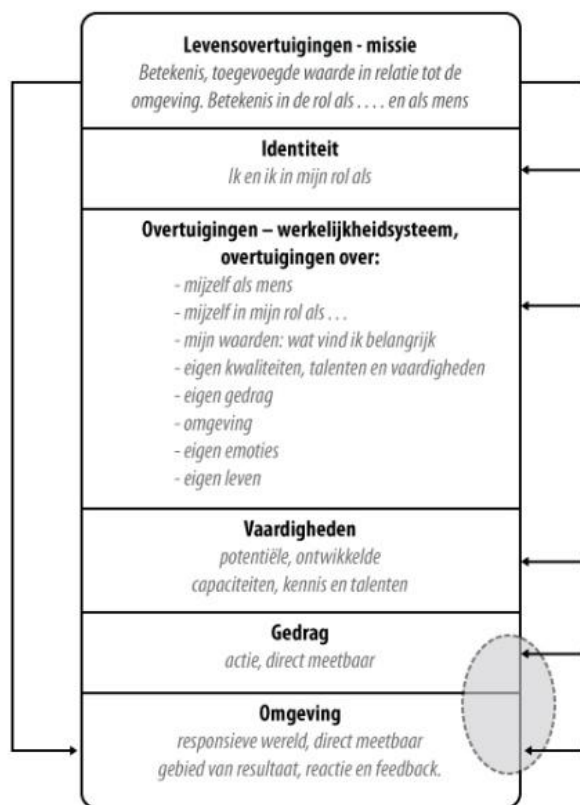 Levensovertuigingen - missie
Betekenis, toegevoegde waarde in relatie tot de
omgeving. Betekenis in de rol als . . . . en als mens
Identiteit
Ik en ik in mijn rol als
Overtuigingen – werkelijkheidsysteem,
overtuigingen over:
- mijzelf als mens
- mijzelf in mijn rol als . . .
- mijn waarden: wat vind ik belangrijk
- eigen kwaliteiten, talenten en vaardigheden
- eigen gedrag
- omgeving
- eigen emoties
- eigen leven
Vaardigheden
potentiële, ontwikkelde
capaciteiten, kennis en talenten
Gedrag
actie, direct meetbaar
Omgeving
responsieve wereld, direct meetbaar
gebied van resultaat, reactie en feedback.